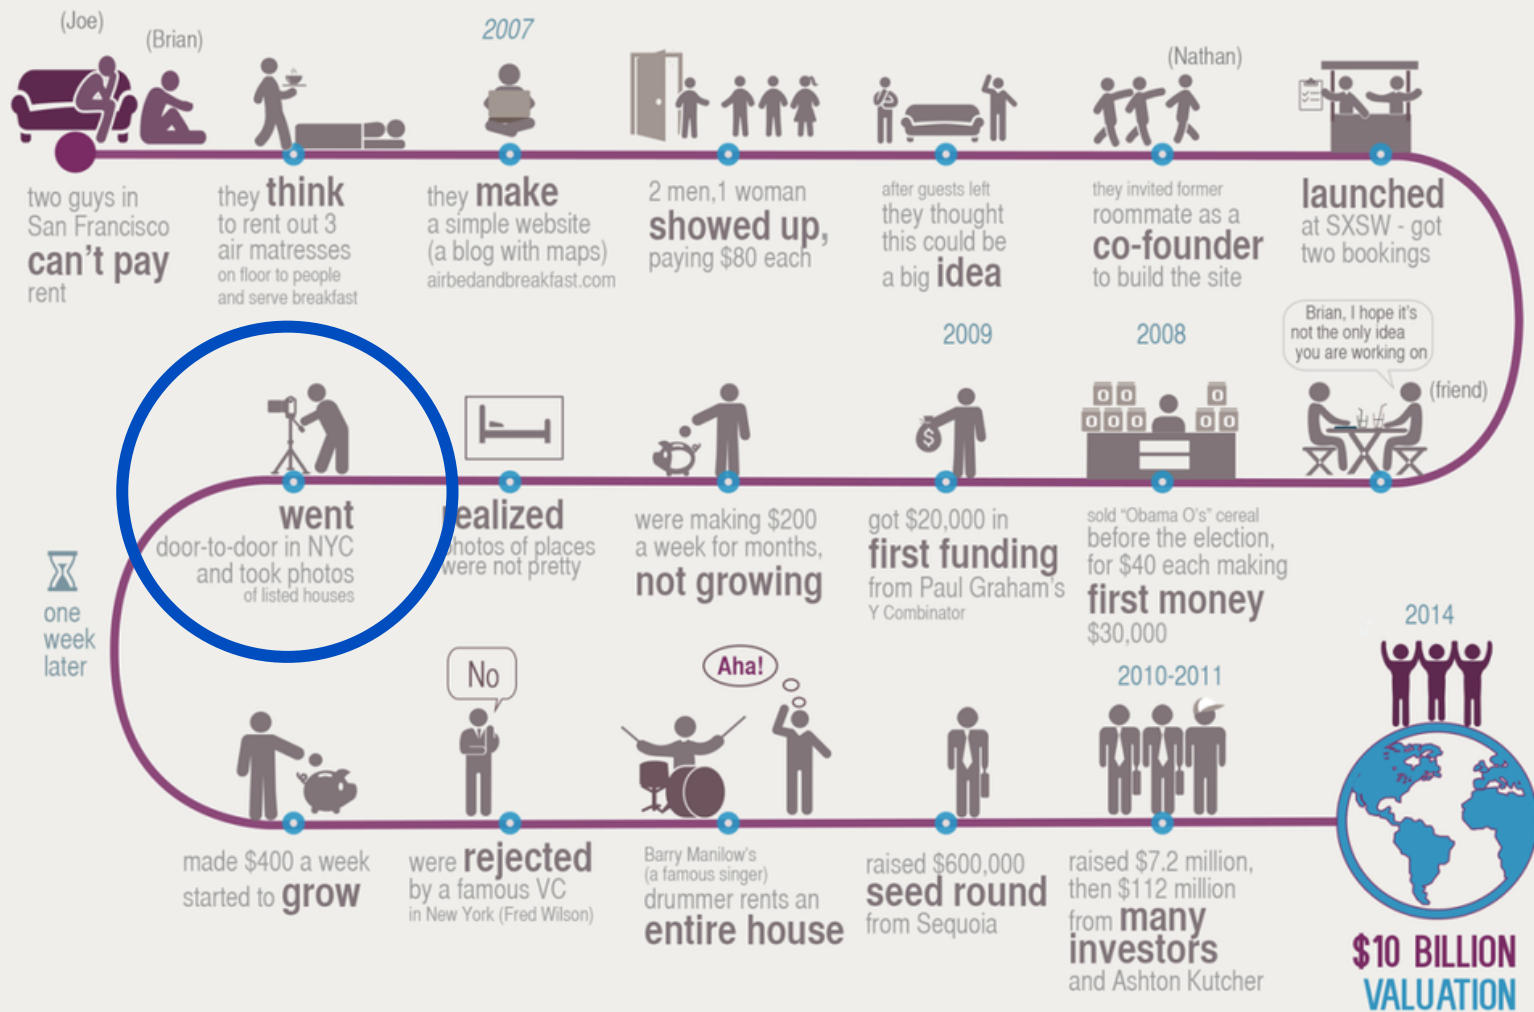 (Joe)
(Brian)
two guys in
San Francisco
can't pay
rent
they think
to rent out 3
air matresses
on floor to people
and serve breakfast
2007
they make
a simple website
(a blog with maps)
airbedandbreakfast.com
2 men,1 woman
showed up,
paying $80 each
after guests left
they thought
this could be
a big idea
(Nathan)
they invited former
roommate as a
co-founder
to build the site
launched
at SXSW - got
two bookings
Brian, I hope it's
not the only idea
you are working on
(friend)
2008
sold "Obama O's" cereal
before the election,
for $40 each making
first money
$30,000
2009
got $20,000 in
first funding
from Paul Graham's
Y Combinator
were making $200
a week for months,
not growing
realized
photos of places
were not pretty
went
door-to-door in NYC
and took photos
of listed houses
one
week
later
made $400 a week
started to grow
No
were rejected
by a famous VC
in New York (Fred Wilson)
Aha!
Barry Manilow's
(a famous singer)
drummer rents an
entire house
raised $600,000
seed round
from Sequoia
2010-2011
raised $7.2 million,
then $112 million
from many
investors
and Ashton Kutcher
2014
$10 BILLION
VALUATION